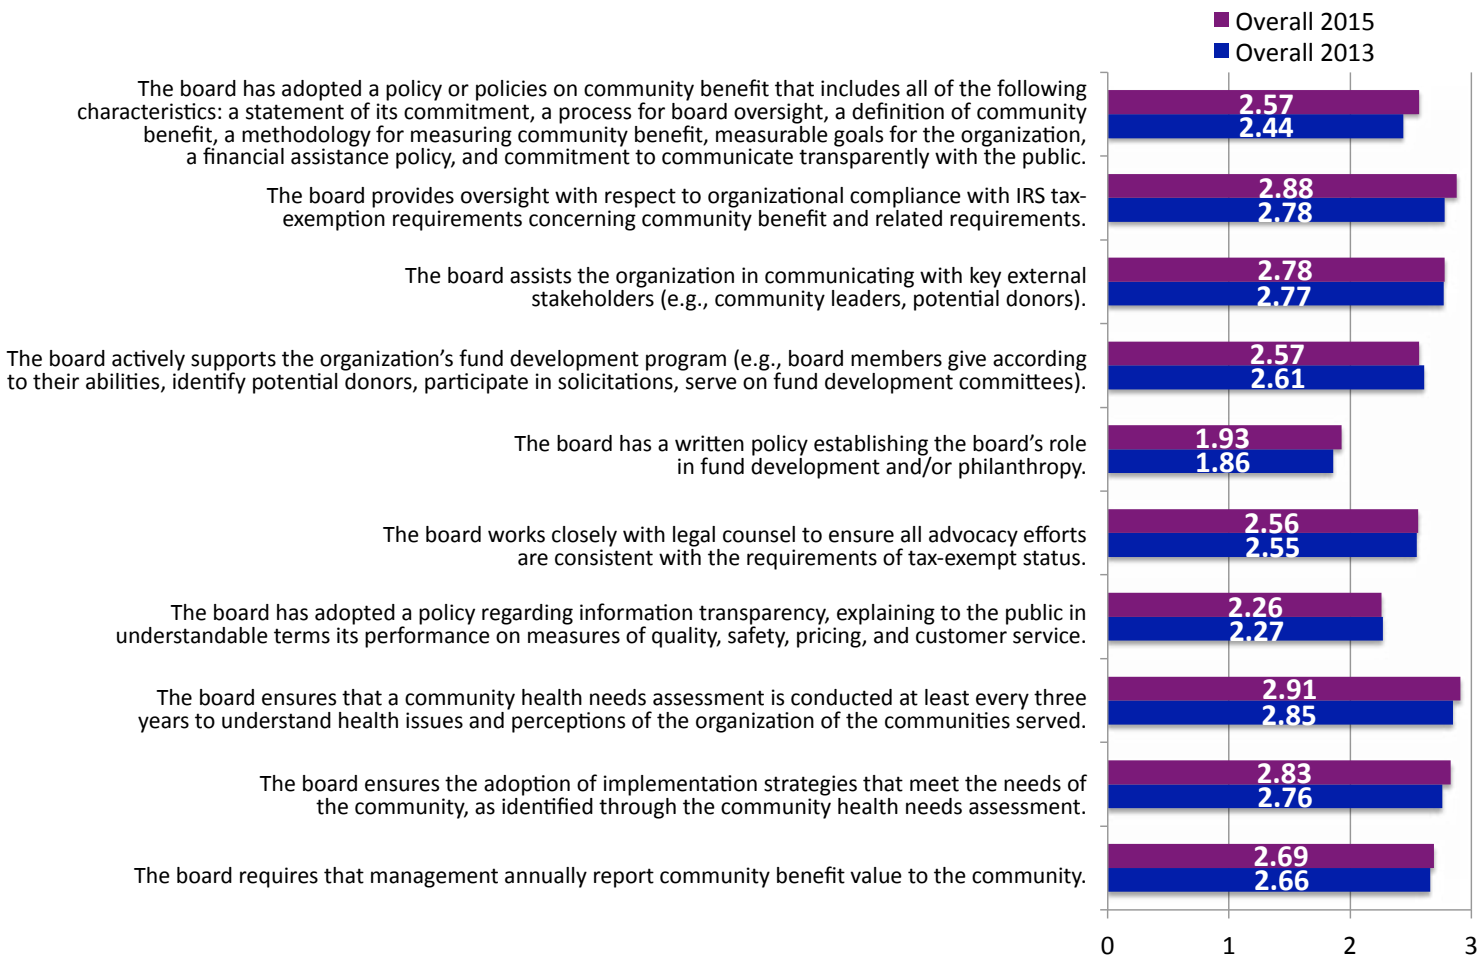 Overall 2015
Overall 2013
The board has adopted a policy or policies on community benefit that includes all of the following
characteristics: a statement of its commitment, a process for board oversight, a definition of community
benefit, a methodology for measuring community benefit, measurable goals for the organization,
a financial assistance policy, and commitment to communicate transparently with the public.
2.57
2.44
The board provides oversight with respect to organizational compliance with IRS tax-
exemption requirements concerning community benefit and related requirements.
2.88
2.78
The board assists the organization in communicating with key external
stakeholders (e.g., community leaders, potential donors).
2.78
2.77
The board actively supports the organization's fund development program (e.g., board members give according
to their abilities, identify potential donors, participate in solicitations, serve on fund development committees).
2.57
2.61
The board has a written policy establishing the board's role
in fund development and/or philanthropy.
1.93
1.86
The board works closely with legal counsel to ensure all advocacy efforts
are consistent with the requirements of tax-exempt status.
2.56
2.55
The board has adopted a policy regarding information transparency, explaining to the public in
understandable terms its performance on measures of quality, safety, pricing, and customer service.
2.26
2.27
The board ensures that a community health needs assessment is conducted at least every three
years to understand health issues and perceptions of the organization of the communities served.
2.91
2.85
The board ensures the adoption of implementation strategies that meet the needs of
the community, as identified through the community health needs assessment.
2.83
2.76
The board requires that management annually report community benefit value to the community.
2.69
2.66
0 1 2 3